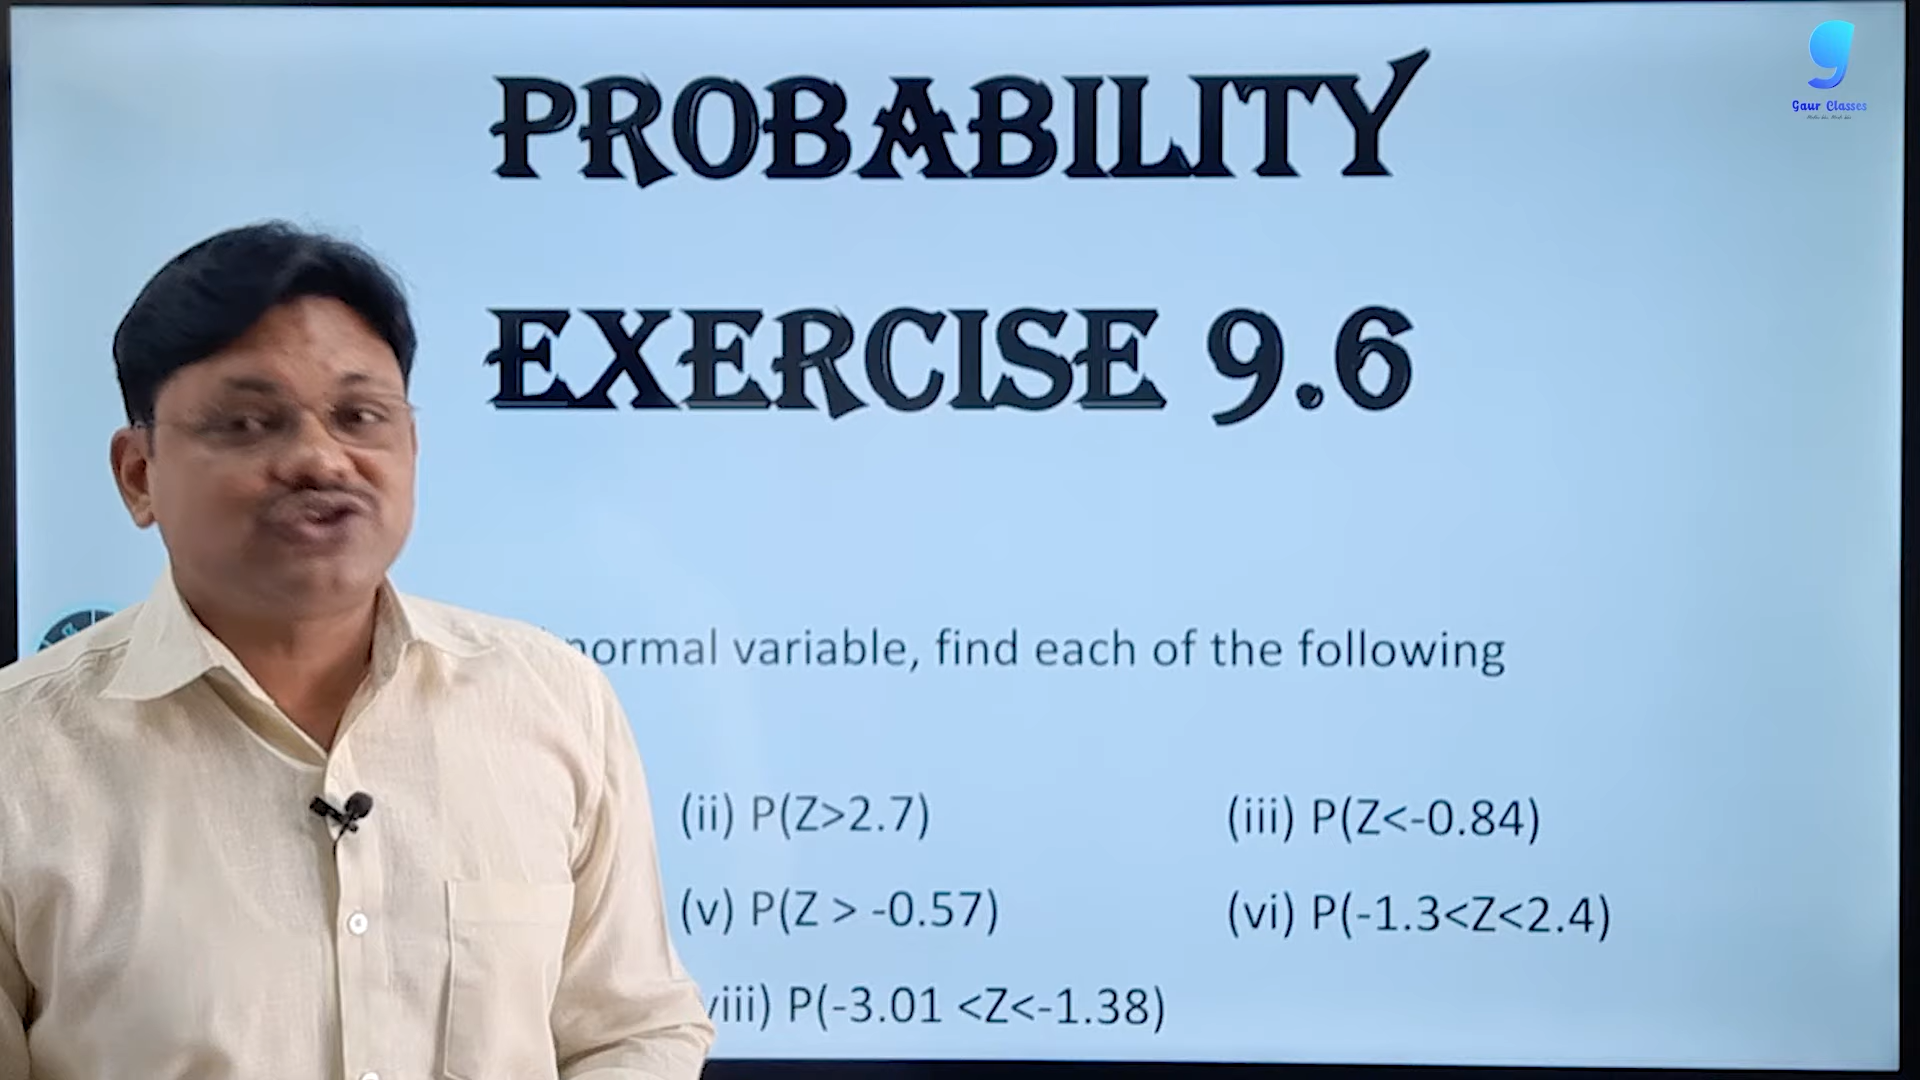 PROBABILITY
Gaur Classes
EXERCISE 9.6
normal variable, find each of the following
(ii) P(Z>2.7)
(iii) P(Z<-0.84)
(v) P(Z > -0.57)
(vi) P(-1.3<Z<2.4)
viii) P(-3.01 <Z<-1.38)